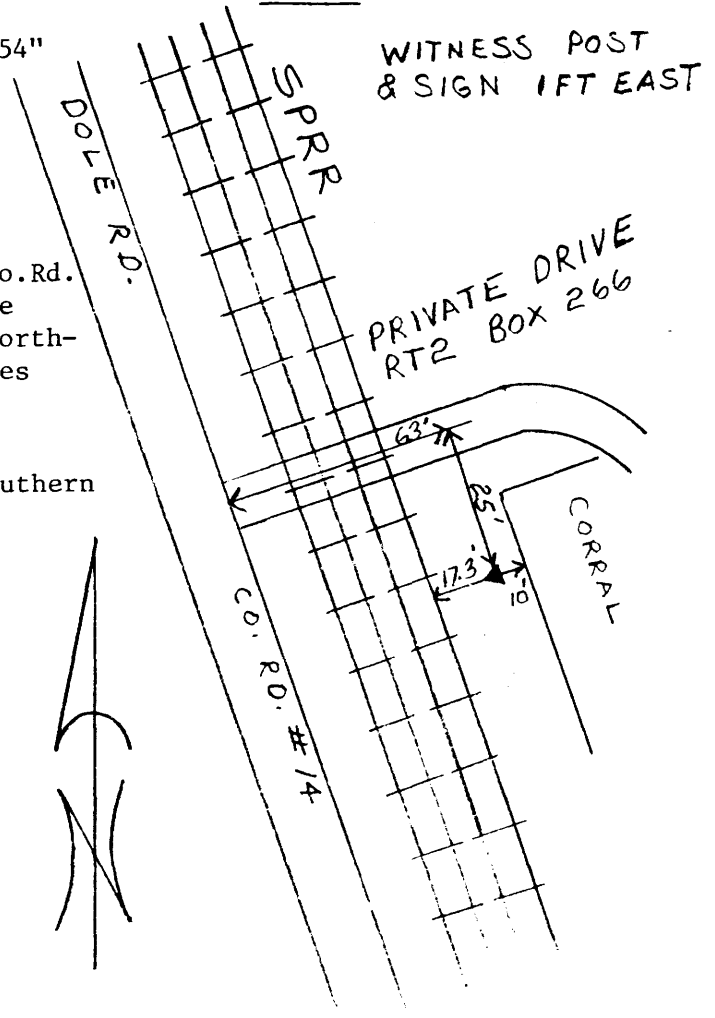 54"
WITNESS POST
& SIGN 1FT EAST
SPRR
DOLE RD.
o.Rd.
e
orth-
es
uthern
PRIVATE DRIVE
RT2 BOX 266
63'
25'
17.3'
10'
CORRAL
CO. RD. #14
N